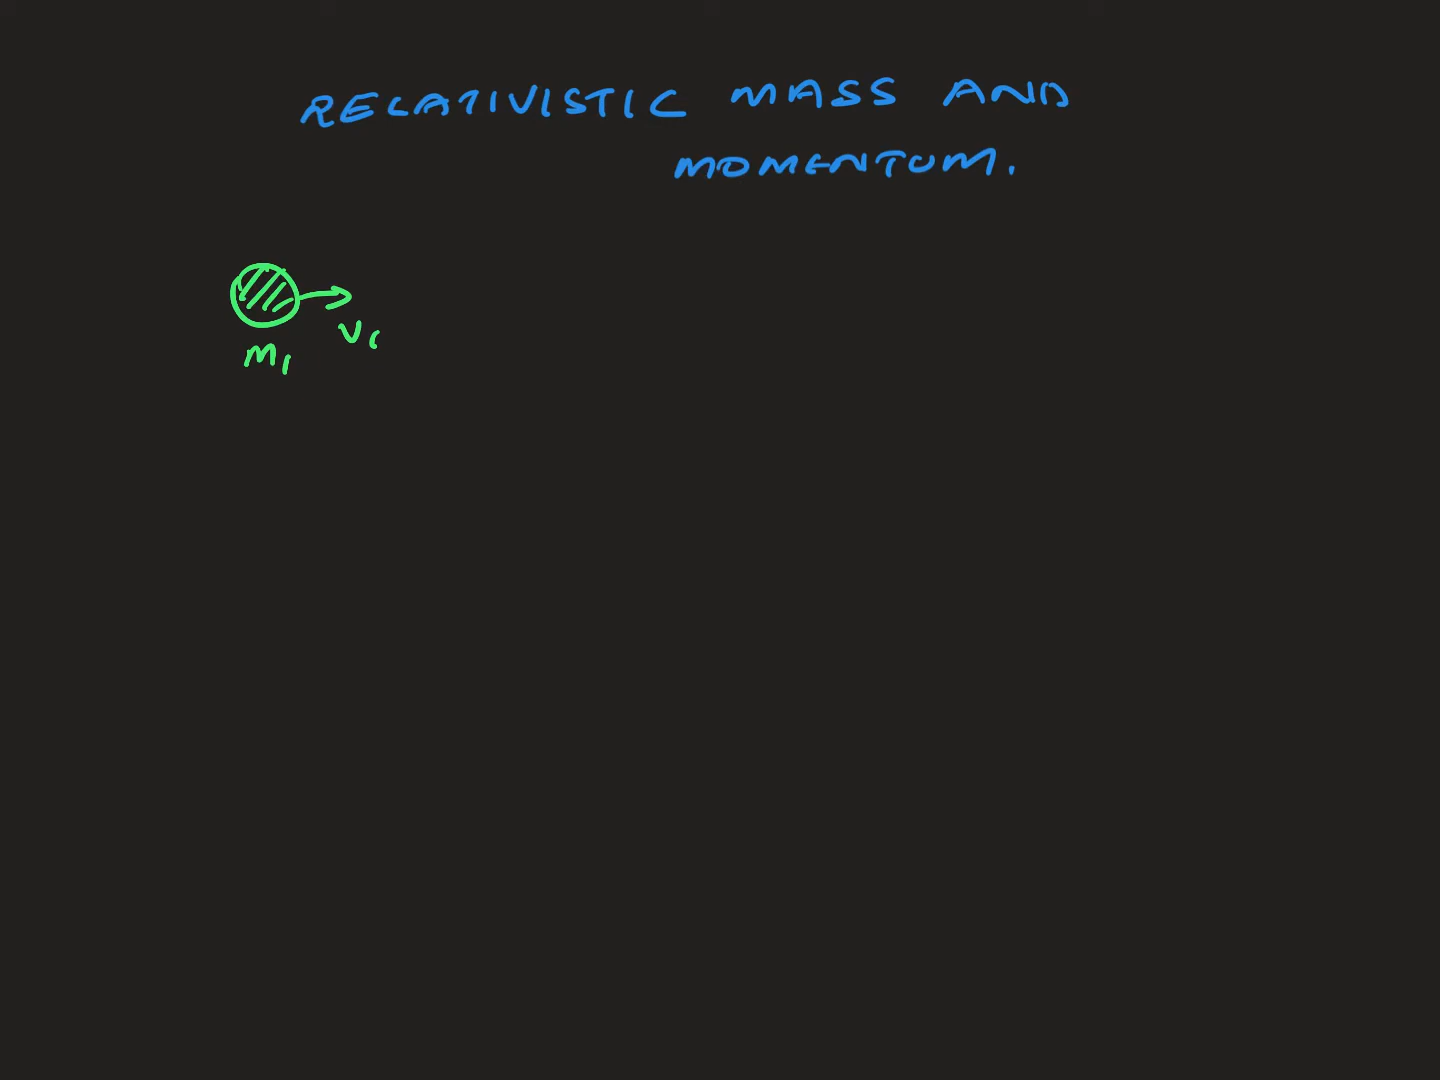 RELATIVISTIC MASS AND
MOMENTUM.
v₁
m₁